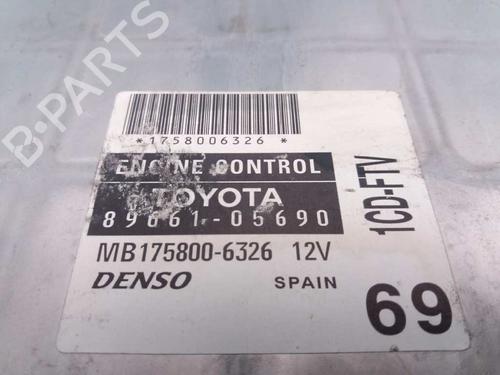 B-PARTS
*1758006326*
ENGINE CONTROL
TOYOTA
89661-05690
MB175800-6326 12V
DENSO SPAIN
1CD-FTV
69